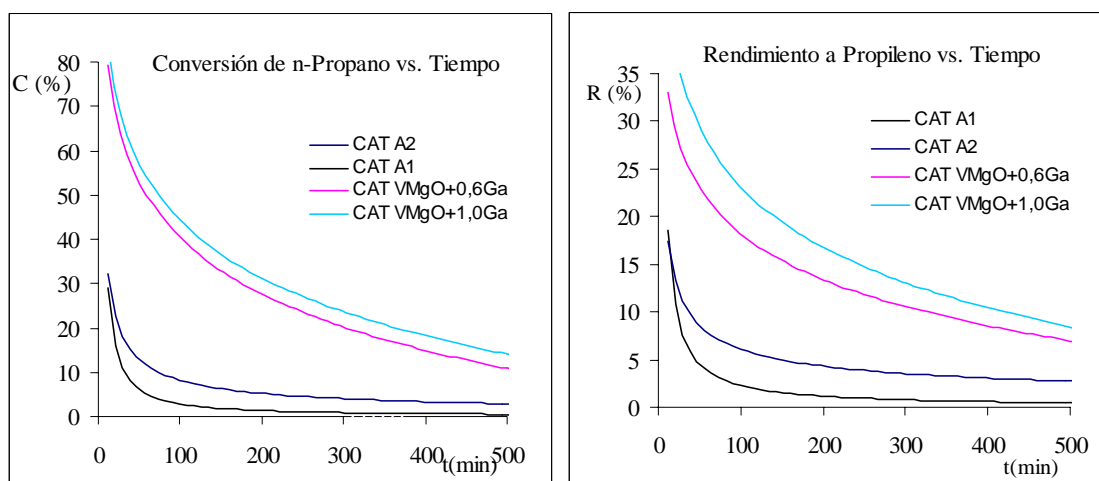 Conversión de n-Propano vs. Tiempo
C (%)
80
70
60
50
40
30
20
10
0
CAT A2
CAT A1
CAT VMgO+0,6Ga
CAT VMgO+1,0Ga
0 100 200 300 400 500
t(min)
Rendimiento a Propileno vs. Tiempo
R (%)
35
30
25
20
15
10
5
0
CAT A1
CAT A2
CAT VMgO+0,6Ga
CAT VMgO+1,0Ga
0 100 200 300 400 500
t(min)